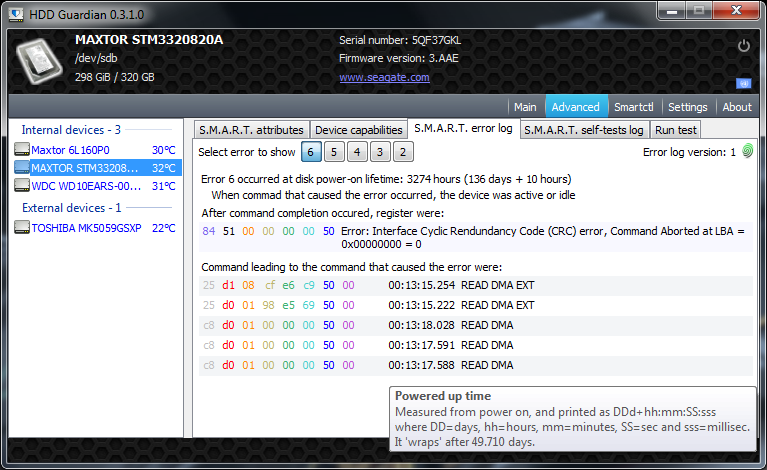 HDD Guardian 0.3.1.0
MAXTOR STM3320820A
/dev/sdb
298 GiB / 320 GB
Serial number: 5QF37GKL
Firmware version: 3.AAE
www.seagate.com
Main Advanced Smartctl Settings About
Internal devices - 3
Maxtor 6L160P0 30°C
MAXTOR STM33208... 32°C
WDC WD10EARS-00... 31°C
External devices - 1
TOSHIBA MK5059GSXP 22°C
S.M.A.R.T. attributes Device capabilities S.M.A.R.T. error log S.M.A.R.T. self-tests log Run test
Select error to show 6 5 4 3 2 Error log version: 1
Error 6 occurred at disk power-on lifetime: 3274 hours (136 days + 10 hours)
When commad that caused the error occurred, the device was active or idle
After command completion occured, register were:
84 51 00 00 00 00 50 Error: Interface Cyclic Rendundancy Code (CRC) error, Command Aborted at LBA =
0x00000000 = 0
Command leading to the command that caused the error were:
25 d1 08 cf e6 c9 50 00 00:13:15.254 READ DMA EXT
25 d0 01 98 e5 69 50 00 00:13:15.222 READ DMA EXT
c8 d0 01 00 00 00 50 00 00:13:18.028 READ DMA
c8 d0 01 00 00 00 50 00 00:13:17.591 READ DMA
c8 d0 01 00 00 00 50 00 00:13:17.588 READ DMA
Powered up time
Measured from power on, and printed as DDd+hh:mm:SS:sss
where DD=days, hh=hours, mm=minutes, SS=sec and sss=millisec.
It 'wraps' after 49.710 days.